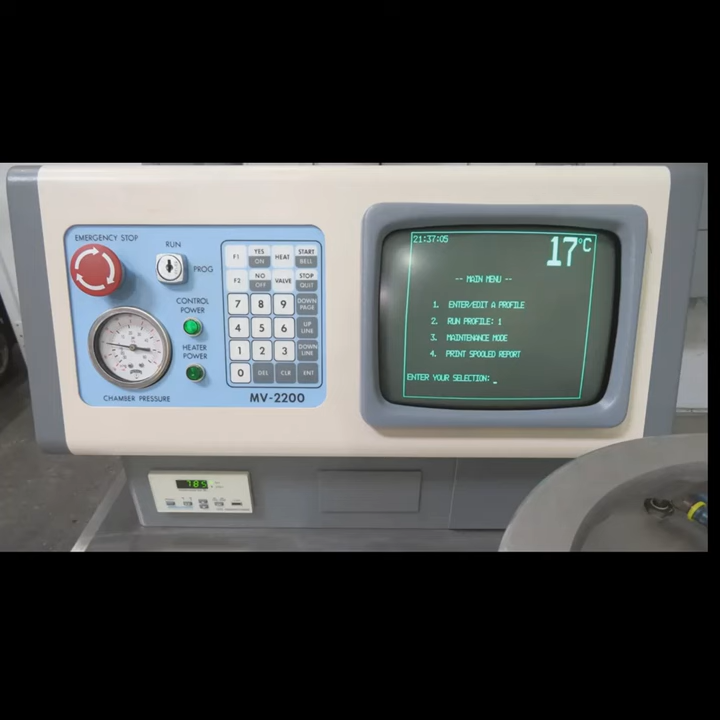 EMERGENCY STOP
RUN
PROG
CONTROL
POWER
HEATER
POWER
CHAMBER PRESSURE
F1
YES
ON
HEAT
START
BELL
F2
NO
OFF
VALVE
STOP
QUIT
7
8
9
DOWN
PAGE
4
5
6
UP
LINE
1
2
3
DOWN
LINE
0
DEL
CLR
ENT
MV-2200
21:37:05
17°C
-- MAIN MENU --
1. ENTER/EDIT A PROFILE
2. RUN PROFILE: 1
3. MAINTENANCE MODE
4. PRINT SPOOLED REPORT
ENTER YOUR SELECTION: _
785